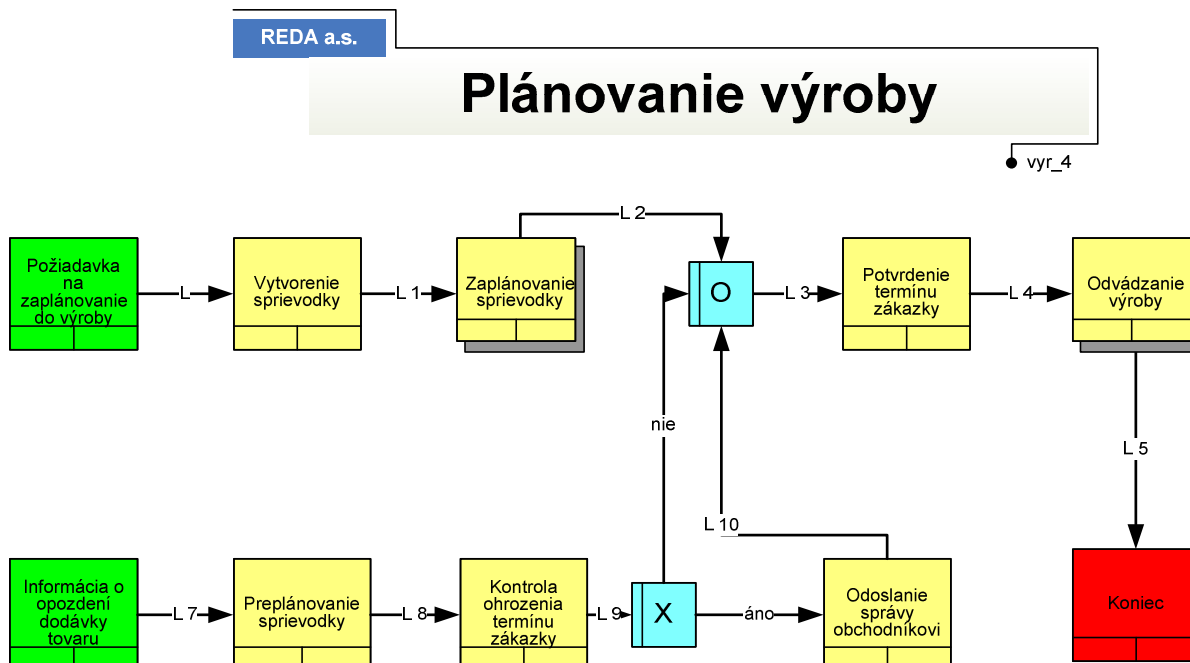 REDA a.s.
Plánovanie výroby
vyr_4
L 2
Požiadavka
na
zaplánovanie
do výroby
L
Vytvorenie
sprievodky
L 1
Zaplánovanie
sprievodky
O
L 3
Potvrdenie
termínu
zákazky
L 4
Odvádzanie
výroby
nie
L 5
L 10
Informácia o
opozdení
dodávky
tovaru
L 7
Preplánovanie
sprievodky
L 8
Kontrola
ohrozenia
termínu
zákazky
L 9
X
áno
Odoslanie
správy
obchodníkovi
Koniec